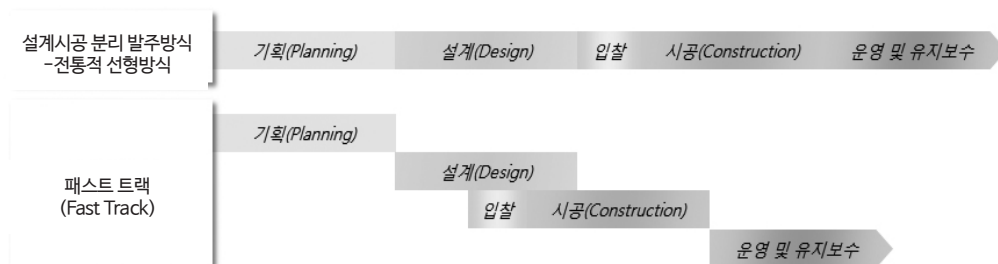 설계시공 분리 발주방식
-전통적 선형방식
기획(Planning)
설계(Design)
입찰
시공(Construction)
운영 및 유지보수
패스트 트랙
(Fast Track)
기획(Planning)
설계(Design)
입찰
시공(Construction)
운영 및 유지보수